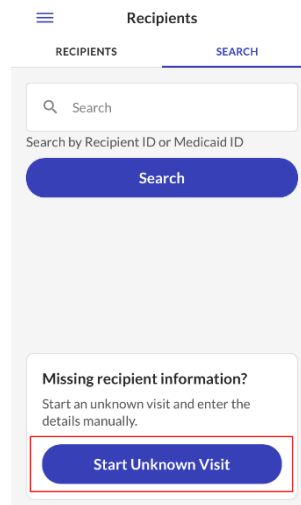 Recipients
RECIPIENTS SEARCH
Search
Search by Recipient ID or Medicaid ID
Search
Missing recipient information?
Start an unknown visit and enter the
details manually.
Start Unknown Visit